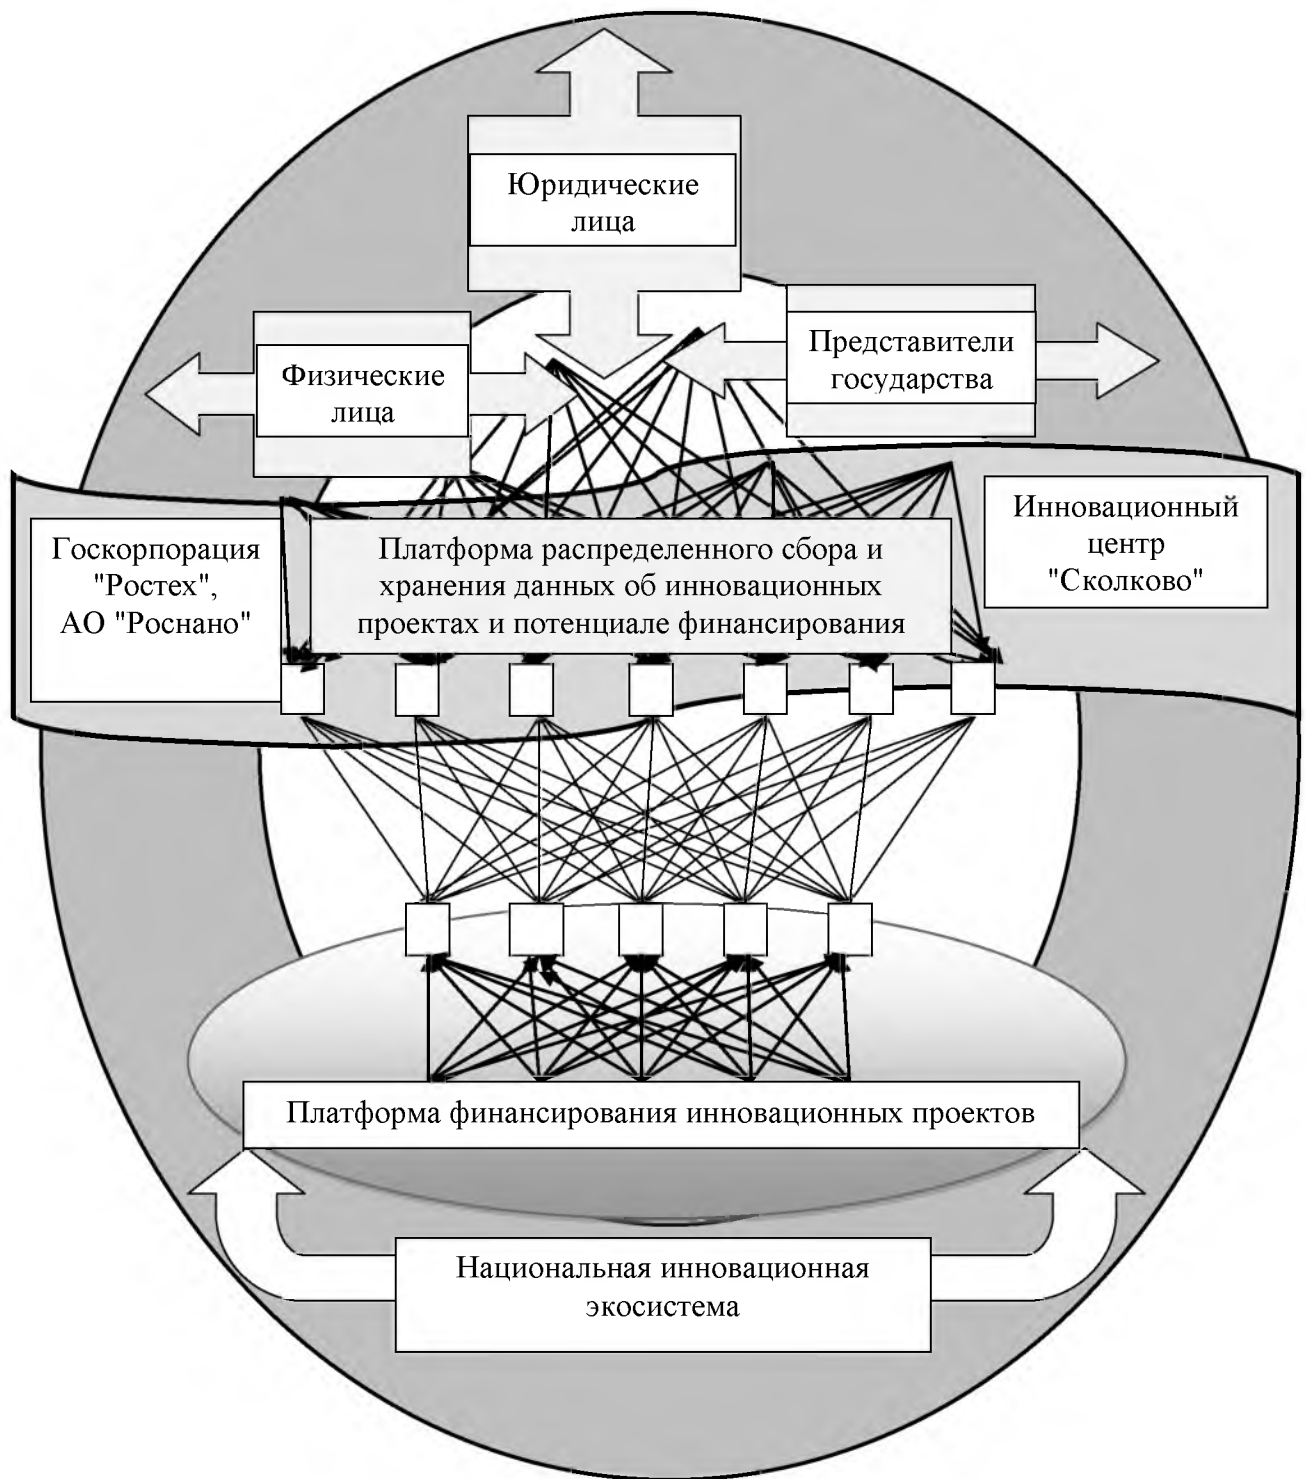 Юридические
лица
Представители
государства
Физические
лица
Инновационный
центр
"Сколково"
Госкорпорация
"Ростех",
АО "Роснано"
Платформа распределенного сбора и
хранения данных об инновационных
проектах и потенциале финансирования
Платформа финансирования инновационных проектов
Национальная инновационная
экосистема